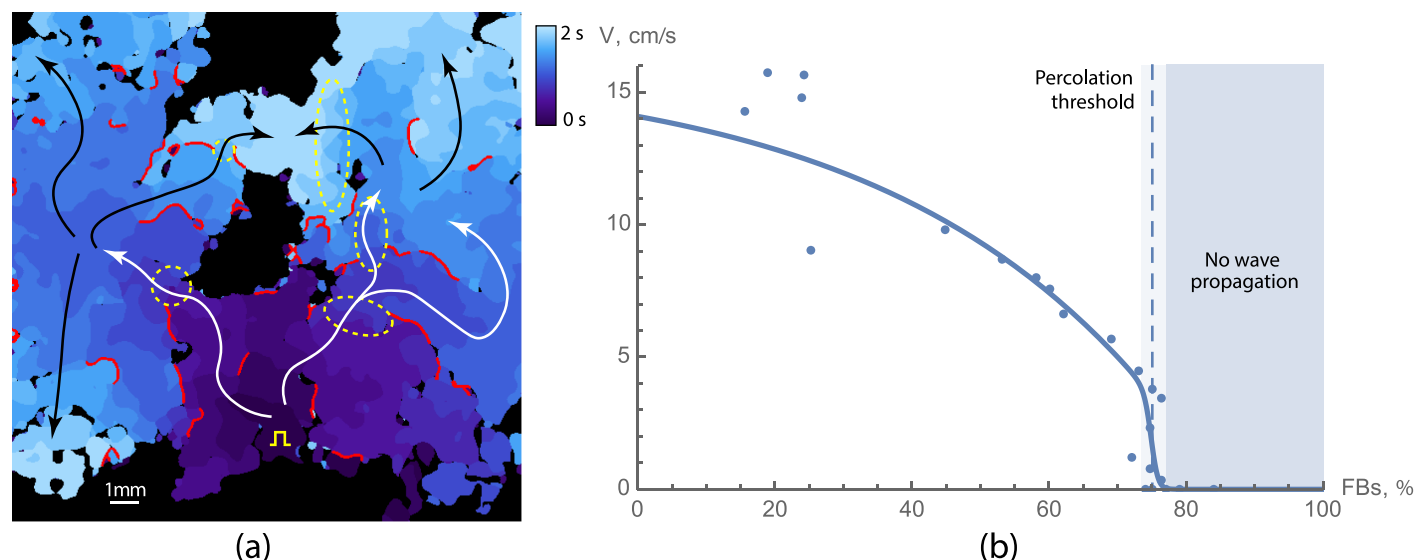 2 s
0 s
1mm
(a)
V, cm/s
15
10
5
0
0
20
40
60
80
100
FBs, %
Percolation
threshold
No wave
propagation
(b)